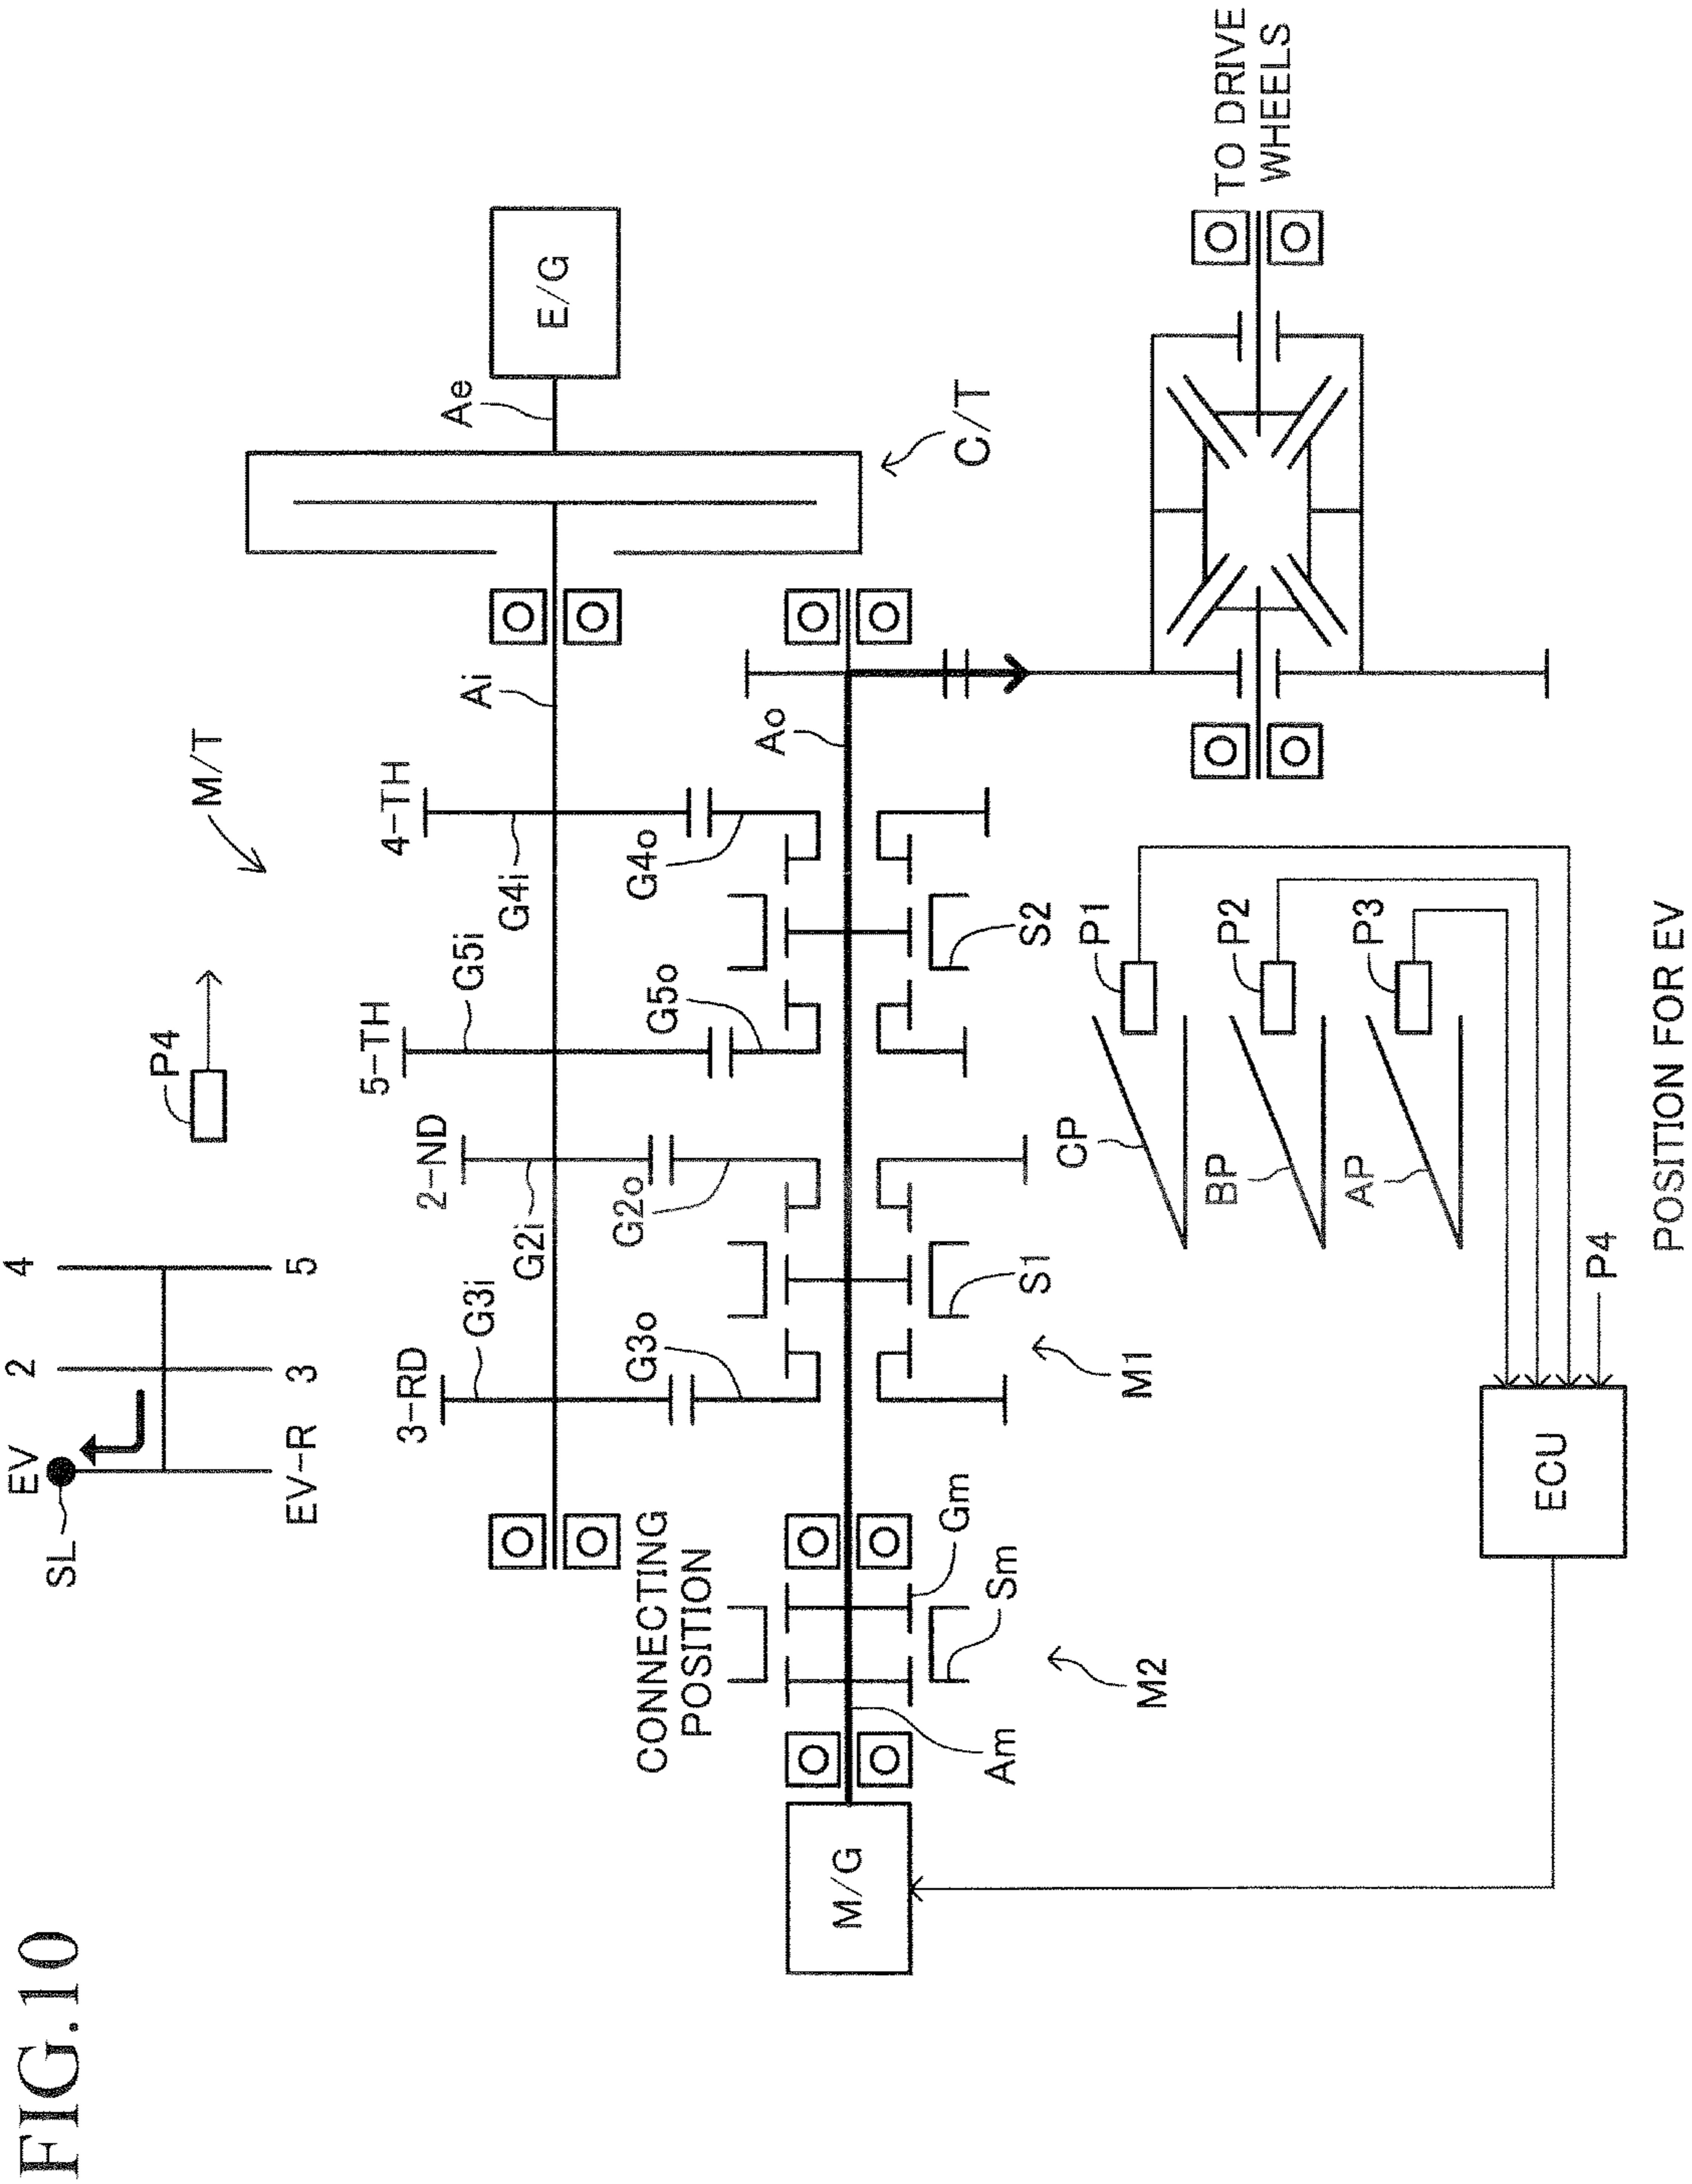 FIG.10
EV
2
4
SL
EV-R
3
5
P4
M/T
3-RD
2-ND
5-TH
4-TH
G3i
G2i
G5i
G4i
Ai
Ae
E/G
CONNECTING
POSITION
G3o
G2o
G5o
G4o
Ao
C/T
M/G
Am
Sm
Gm
S1
S2
M2
M1
CP
BP
AP
P1
P2
P3
TO DRIVE
WHEELS
ECU
P4
POSITION FOR EV